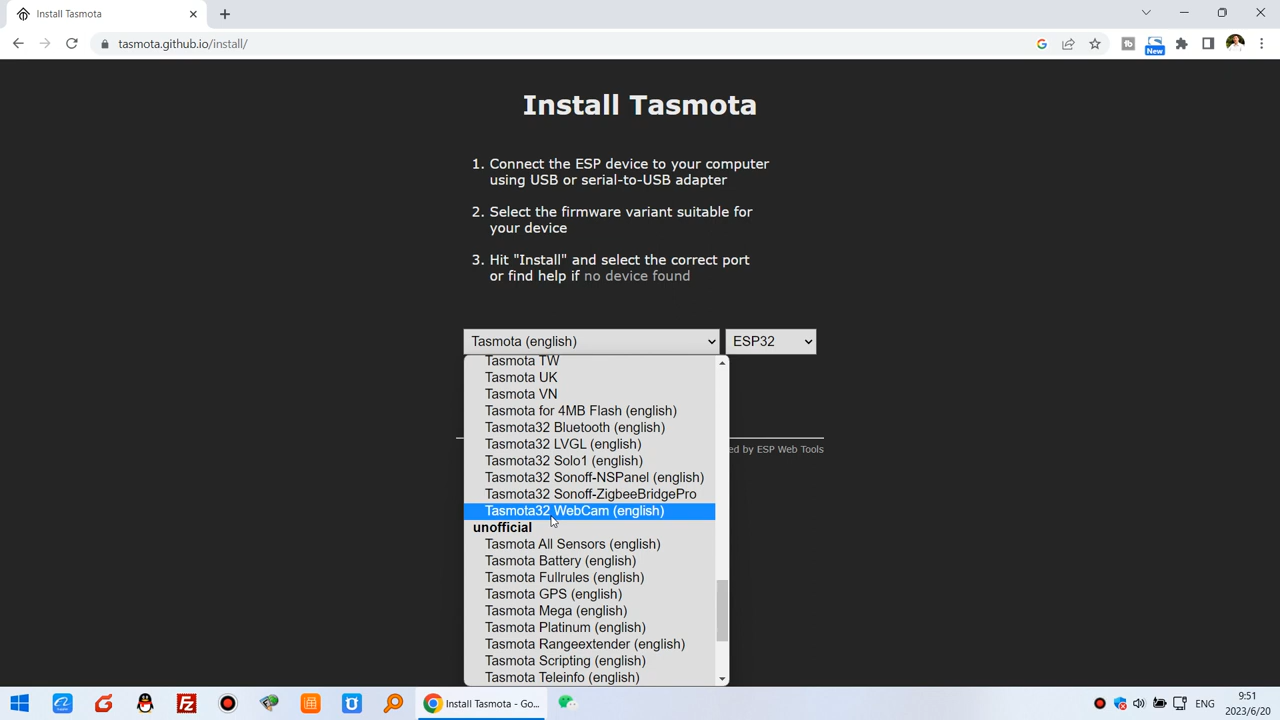 Install Tasmota
tasmota.github.io/install/
New
Install Tasmota
1. Connect the ESP device to your computer
using USB or serial-to-USB adapter
2. Select the firmware variant suitable for
your device
3. Hit "Install" and select the correct port
or find help if no device found
Tasmota (english)
ESP32
Tasmota TW
Tasmota UK
Tasmota VN
Tasmota for 4MB Flash (english)
Tasmota32 Bluetooth (english)
Tasmota32 LVGL (english)
ed by ESP Web Tools
Tasmota32 Solo1 (english)
Tasmota32 Sonoff-NSPanel (english)
Tasmota32 Sonoff-ZigbeeBridgePro
Tasmota32 WebCam (english)
unofficial
Tasmota All Sensors (english)
Tasmota Battery (english)
Tasmota Fullrules (english)
Tasmota GPS (english)
Tasmota Mega (english)
Tasmota Platinum (english)
Tasmota Rangeextender (english)
Tasmota Scripting (english)
Tasmota Teleinfo (english)
Install Tasmota - Go...
ENG
9:51
2023/6/20